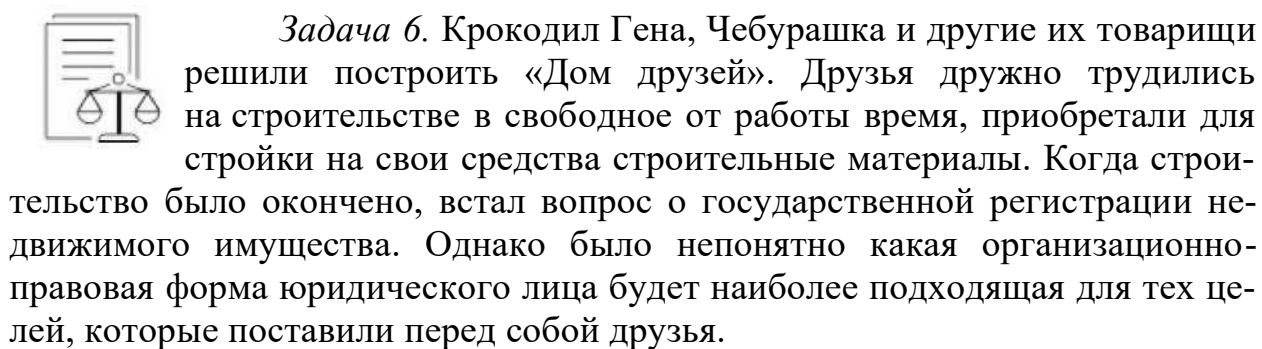 Задача 6. Крокодил Гена, Чебурашка и другие их товарищи
решили построить «Дом друзей». Друзья дружно трудились
на строительстве в свободное от работы время, приобретали для
стройки на свои средства строительные материалы. Когда строи-
тельство было окончено, встал вопрос о государственной регистрации не-
движимого имущества. Однако было непонятно какая организационно-
правовая форма юридического лица будет наиболее подходящая для тех це-
лей, которые поставили перед собой друзья.